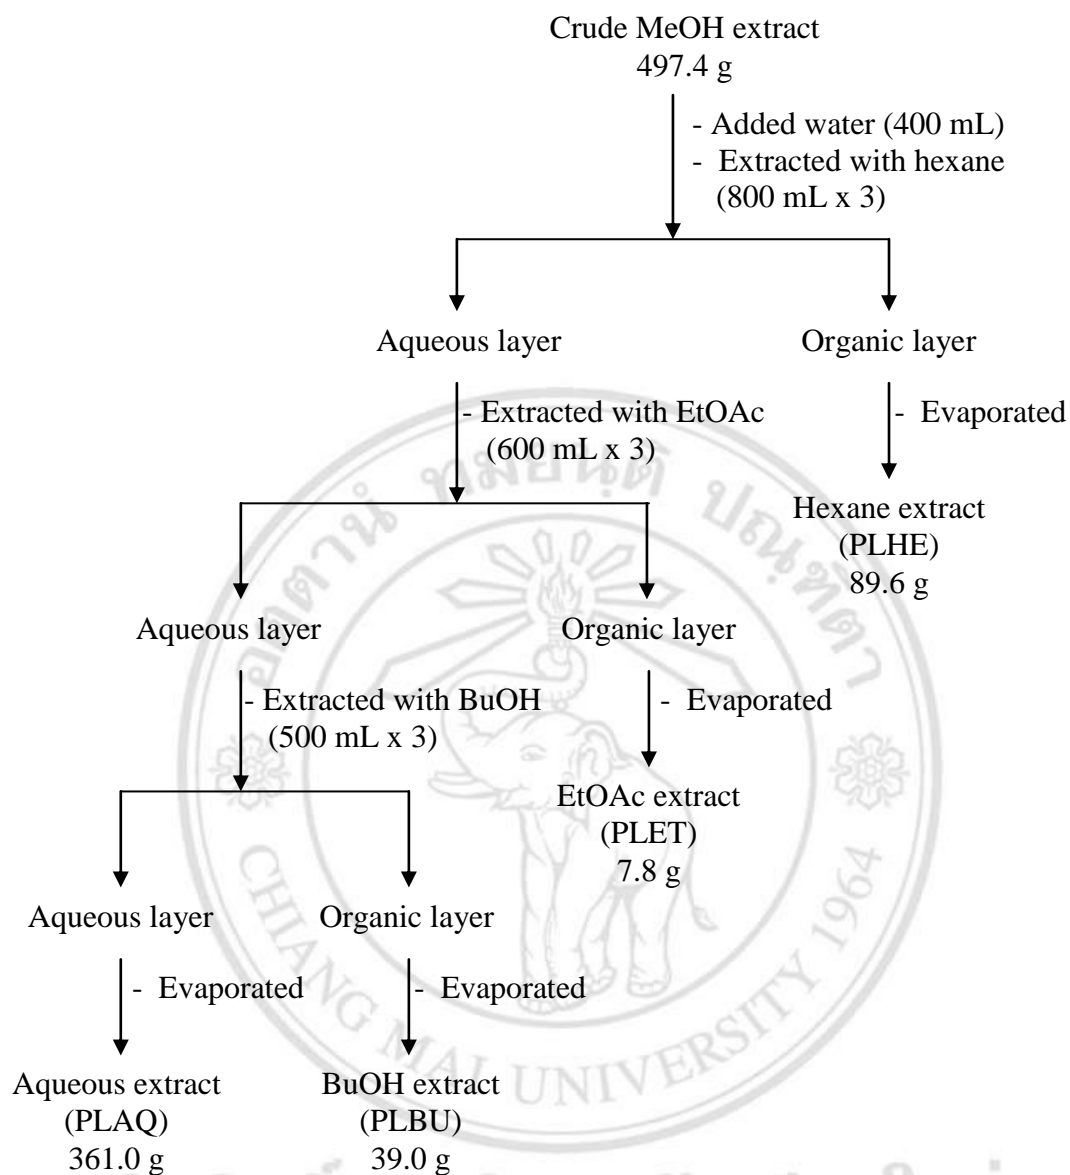 Crude MeOH extract
497.4 g
- Added water (400 mL)
- Extracted with hexane
(800 mL x 3)
Aqueous layer
Organic layer
- Extracted with EtOAc
(600 mL x 3)
- Evaporated
Hexane extract
(PLHE)
89.6 g
Aqueous layer
Organic layer
- Extracted with BuOH
(500 mL x 3)
- Evaporated
EtOAc extract
(PLET)
7.8 g
Aqueous layer
Organic layer
- Evaporated
- Evaporated
Aqueous extract
(PLAQ)
361.0 g
BuOH extract
(PLBU)
39.0 g
CHIANG MAI UNIVERSITY 1964